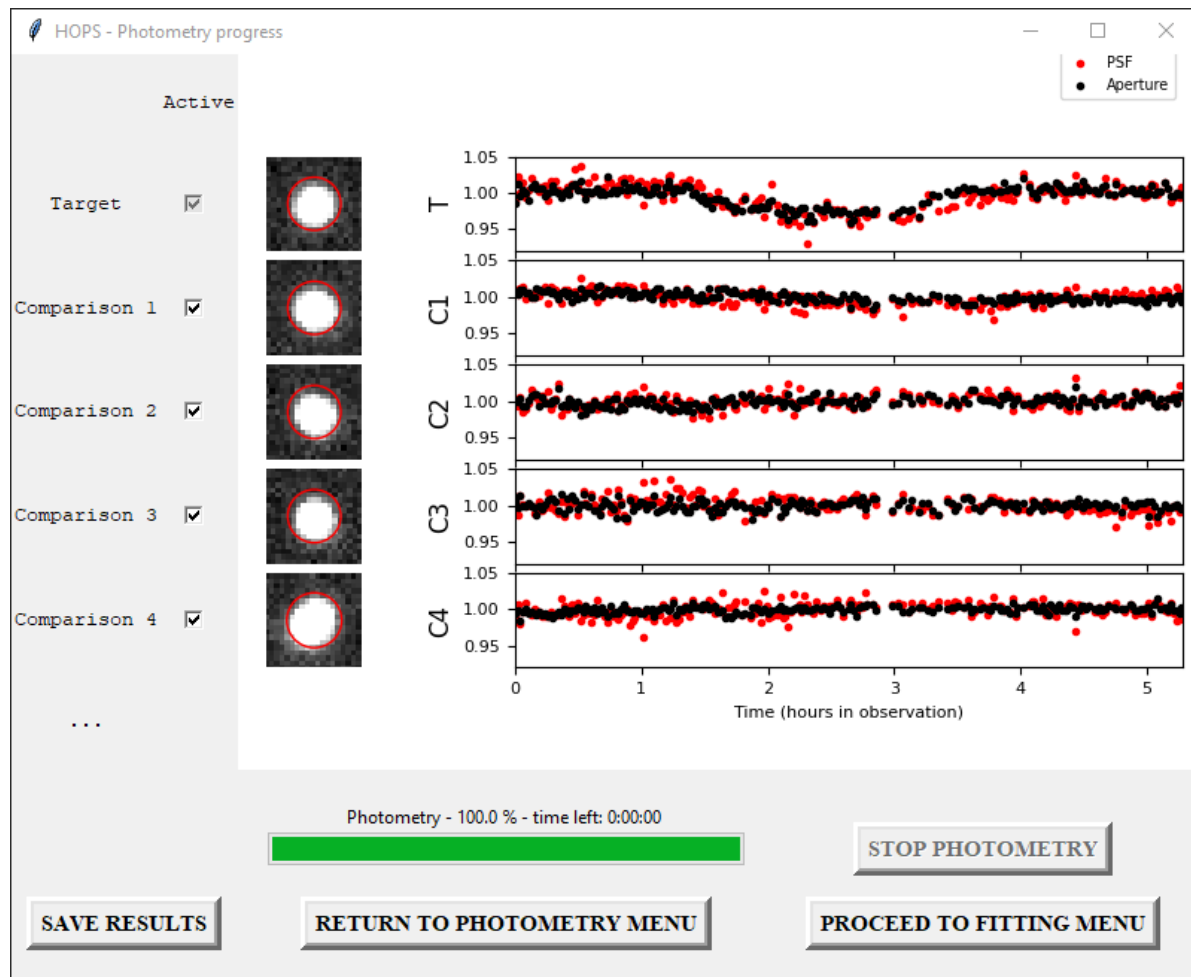 HOPS - Photometry progress
PSF
Aperture
Active
Target
Comparison 1
Comparison 2
Comparison 3
Comparison 4
...
T
1.05
1.00
0.95
C1
1.05
1.00
0.95
C2
1.05
1.00
0.95
C3
1.05
1.00
0.95
C4
1.05
1.00
0.95
0 1 2 3 4 5
Time (hours in observation)
Photometry - 100.0 % - time left: 0:00:00
STOP PHOTOMETRY
SAVE RESULTS
RETURN TO PHOTOMETRY MENU
PROCEED TO FITTING MENU